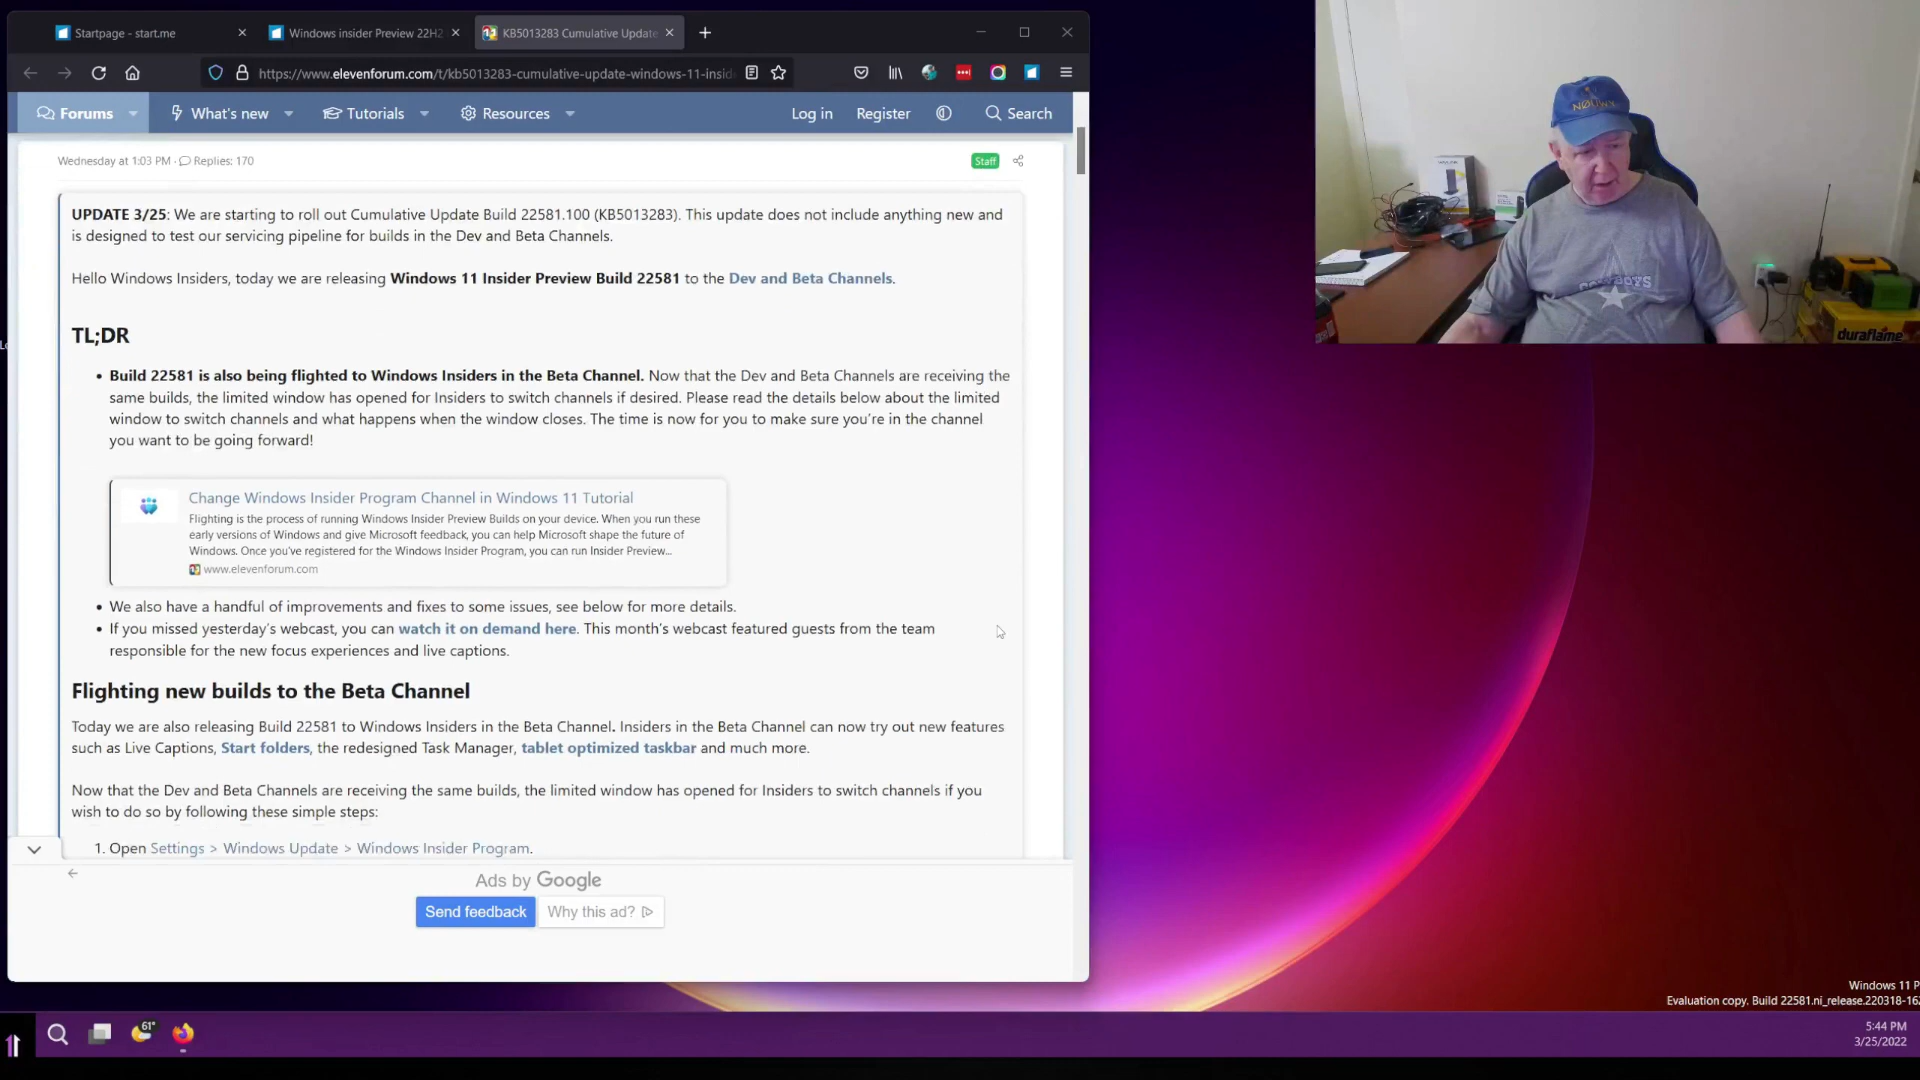 Startpage - start.me
Windows insider Preview 22H2
KB5013283 Cumulative Update
https://www.elevenforum.com/t/kb5013283-cumulative-update-windows-11-insid
Forums
What's new
Tutorials
Resources
Log in
Register
Search
Wednesday at 1:03 PM · Replies: 170
Staff
UPDATE 3/25: We are starting to roll out Cumulative Update Build 22581.100 (KB5013283). This update does not include anything new and
is designed to test our servicing pipeline for builds in the Dev and Beta Channels.
Hello Windows Insiders, today we are releasing Windows 11 Insider Preview Build 22581 to the Dev and Beta Channels.
TL;DR
• Build 22581 is also being flighted to Windows Insiders in the Beta Channel. Now that the Dev and Beta Channels are receiving the
same builds, the limited window has opened for Insiders to switch channels if desired. Please read the details below about the limited
window to switch channels and what happens when the window closes. The time is now for you to make sure you're in the channel
you want to be going forward!
Change Windows Insider Program Channel in Windows 11 Tutorial
Flighting is the process of running Windows Insider Preview Builds on your device. When you run these
early versions of Windows and give Microsoft feedback, you can help Microsoft shape the future of
Windows. Once you've registered for the Windows Insider Program, you can run Insider Preview...
www.elevenforum.com
• We also have a handful of improvements and fixes to some issues, see below for more details.
• If you missed yesterday's webcast, you can watch it on demand here. This month's webcast featured guests from the team
responsible for the new focus experiences and live captions.
Flighting new builds to the Beta Channel
Today we are also releasing Build 22581 to Windows Insiders in the Beta Channel. Insiders in the Beta Channel can now try out new features
such as Live Captions, Start folders, the redesigned Task Manager, tablet optimized taskbar and much more.
Now that the Dev and Beta Channels are receiving the same builds, the limited window has opened for Insiders to switch channels if you
wish to do so by following these simple steps:
1. Open Settings > Windows Update > Windows Insider Program.
Ads by Google
Send feedback
Why this ad?
COWBOYS
duraflame
Windows 11 P
Evaluation copy. Build 22581.ni_release.220318-16
61°
5:44 PM
3/25/2022